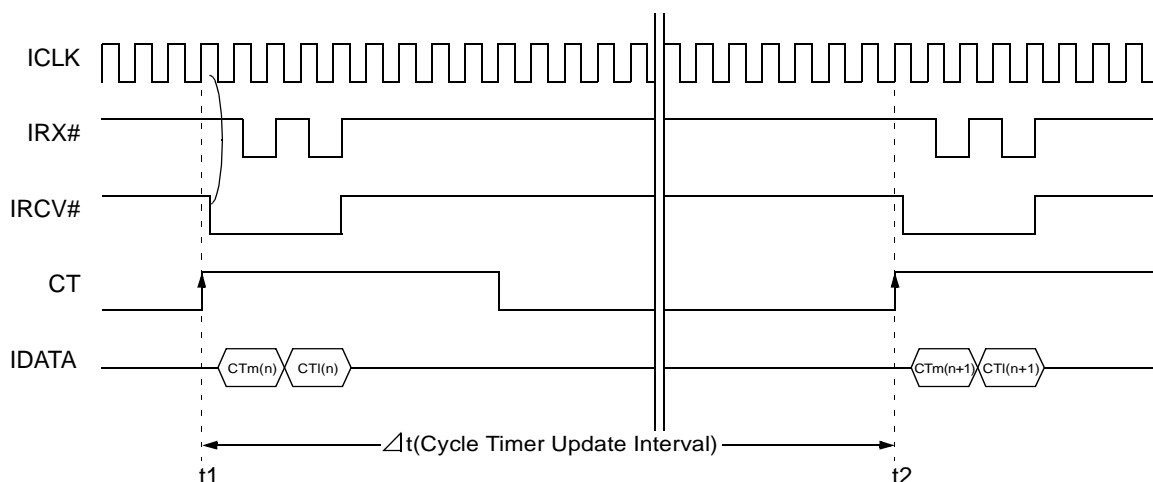 ICLK
IRX#
IRCV#
CT
IDATA
CTm(n) CTl(n) CTm(n+1) CTl(n+1)
⊿t(Cycle Timer Update Interval)
t1 t2